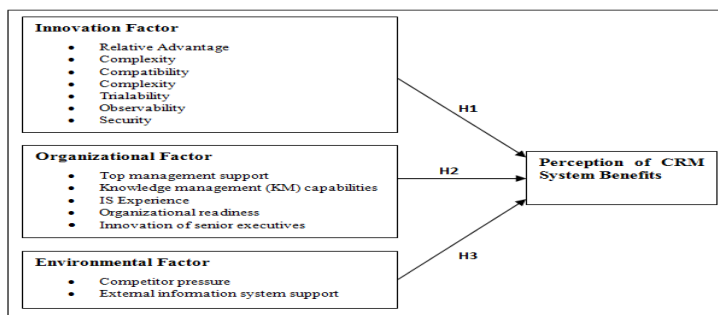 Innovation Factor
• Relative Advantage
• Complexity
• Compatibility
• Complexity
• Trialability
• Observability
• Security
H1
Organizational Factor
• Top management support
• Knowledge management (KM) capabilities
• IS Experience
• Organizational readiness
• Innovation of senior executives
H2
Perception of CRM
System Benefits
Environmental Factor
• Competitor pressure
• External information system support
H3